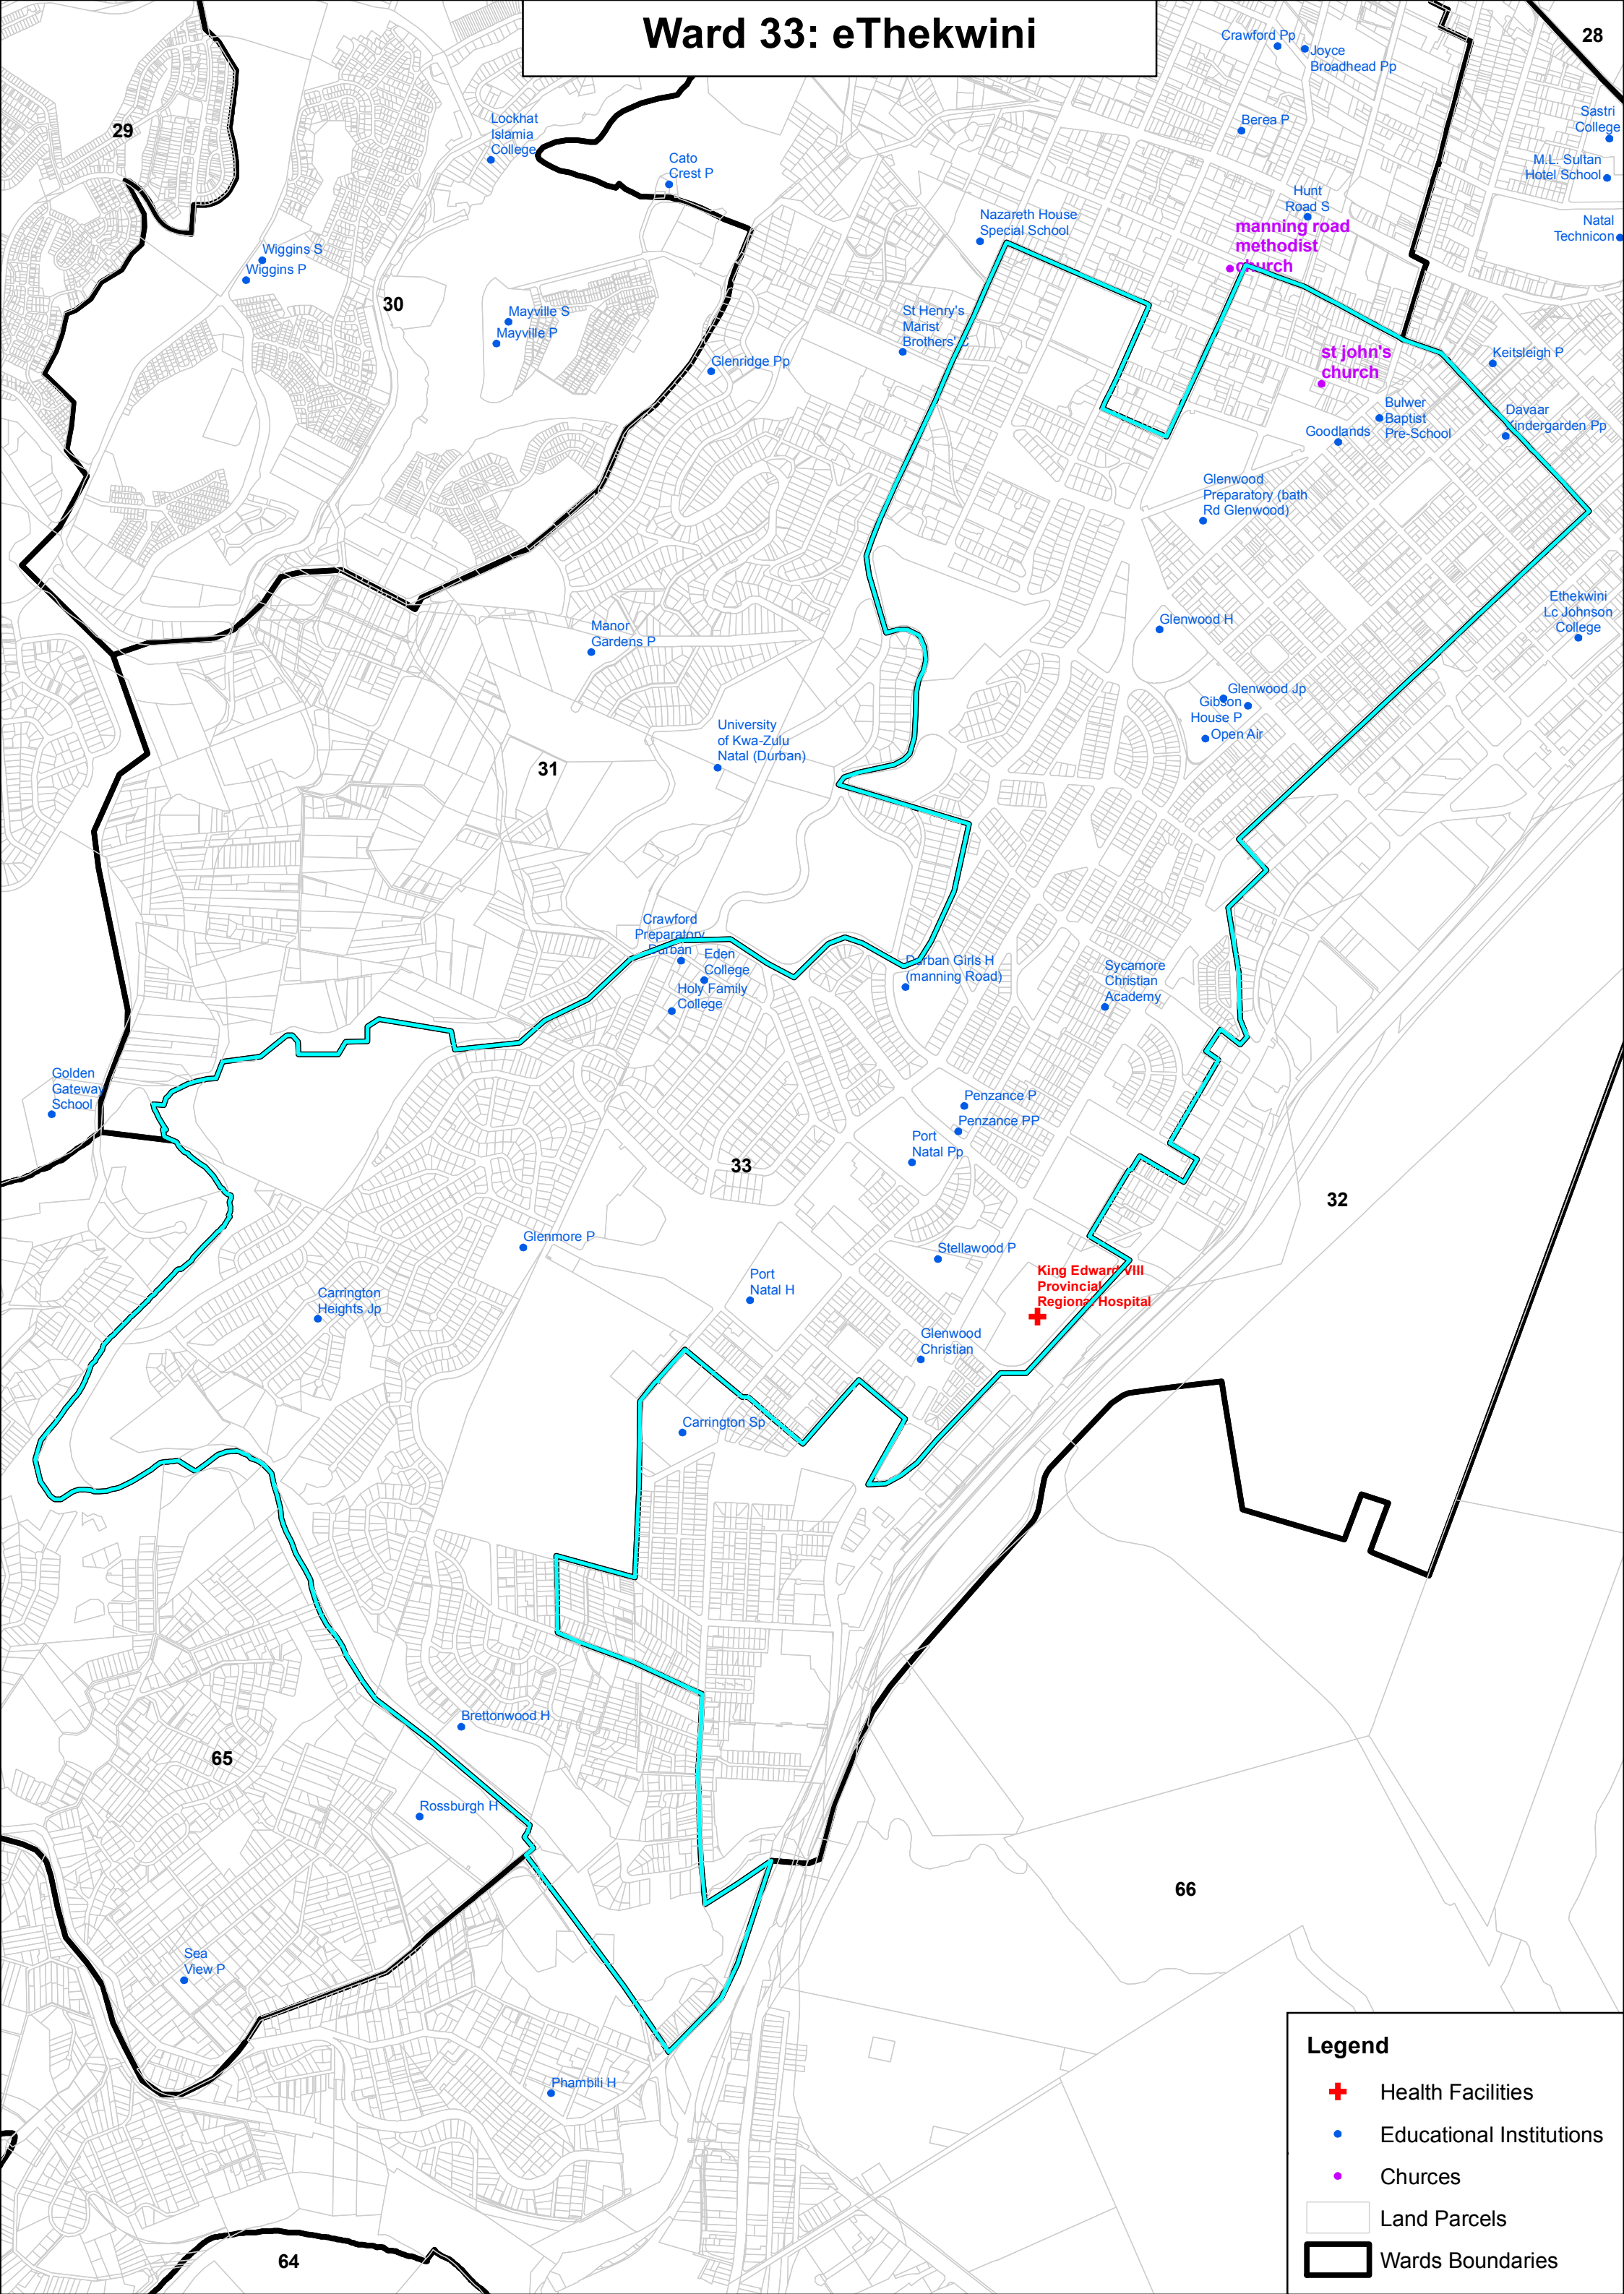 Ward 33: eThekwini
28
Crawford Pp
Joyce
Broadhead Pp
Sastri
College
Berea P
29
Lockhat
Islamia
College
Cato
Crest P
M.L. Sultan
Hotel School
Hunt
Road S
Nazareth House
Special School
manning road
methodist
church
Natal
Technicon
Wiggins S
Wiggins P
30
Mayville S
Mayville P
St Henry's
Marist
Brothers' C
Glenridge Pp
st john's
church
Keitsleigh P
Bulwer
Baptist
Pre-School
Davaar
Kindergarden Pp
Goodlands
Glenwood
Preparatory (bath
Rd Glenwood)
Ethekwini
Lc Johnson
College
Manor
Gardens P
Glenwood H
Glenwood Jp
Gibson
House P
Open Air
University
of Kwa-Zulu
Natal (Durban)
31
Crawford
Preparatory
Durban
Eden
College
Holy Family
College
Durban Girls H
(manning Road)
Sycamore
Christian
Academy
Golden
Gateway
School
Penzance P
Penzance PP
Port
Natal Pp
33
32
Glenmore P
Stellawood P
King Edward VIII
Provincial
Regional Hospital
Port
Natal H
Carrington
Heights Jp
Glenwood
Christian
Carrington Sp
Brettonwood H
65
Rossburgh H
66
Sea
View P
Phambili H
64
Legend
Health Facilities
Educational Institutions
Churces
Land Parcels
Wards Boundaries